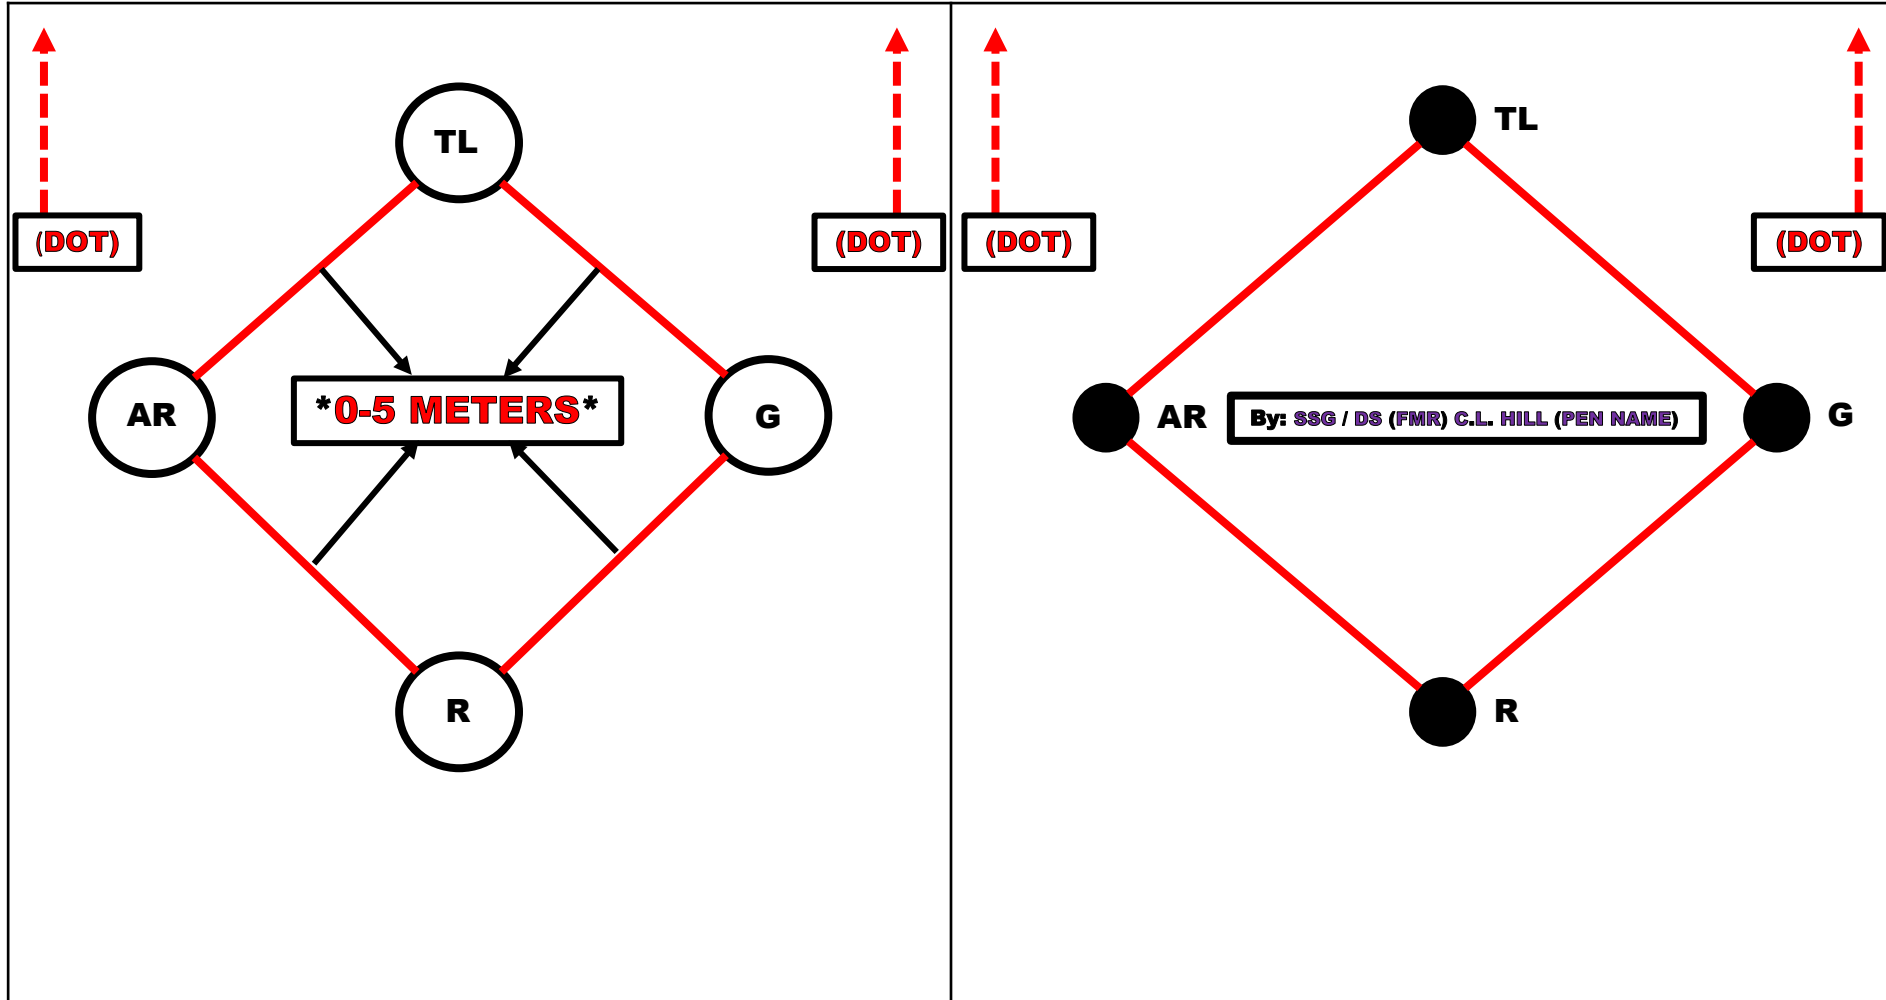 TL
(DOT)
(DOT)
AR
*0-5 METERS*
G
R
TL
(DOT)
(DOT)
AR
By: SSG / DS (FMR) C.L. HILL (PEN NAME)
G
R